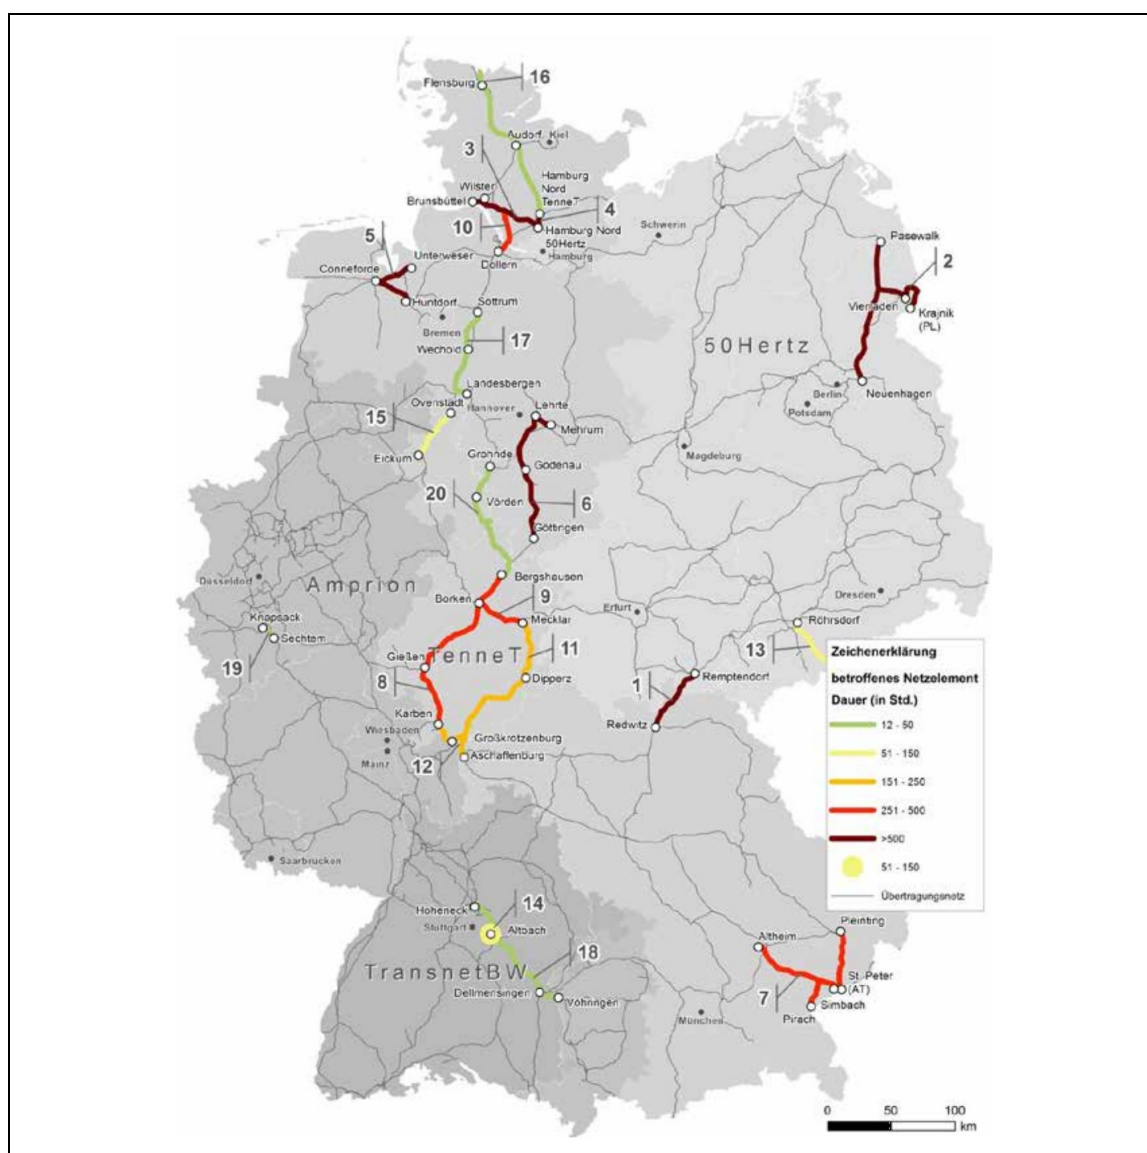 Flensburg
16
Audorf
Kiel
3
Hamburg
Nord
TenneT
Wilster
Brunsbüttel
4
10
Hamburg Nord
50Hertz
Hamburg
Schwerin
Pasewalk
5
Unterweser
Dollern
Conneforde
2
Huntdorf
Sottrum
Vierraden
Krajnik
(PL)
Bremen
17
Wechold
50Hertz
Landesbergen
Berlin
Neuenhagen
Ovenstädt
Hannover
Lehrte
Potsdam
15
Mehrum
Eickum
Grohnde
Godenau
Magdeburg
20
Vörden
6
Göttingen
Düsseldorf
Amprion
Bergshausen
Borken
9
Erfurt
Dresden
Knapsack
Mecklar
Röhrsdorf
Sechtem
13
19
Gießen
TenneT
11
8
Dipperz
1
Remptendorf
Karben
Redwitz
Wiesbaden
Großkrotzenburg
Mainz
12
Aschaffenburg
Zeichenerklärung
betroffenes Netzelement
Dauer (in Std.)
12 - 50
51 - 150
151 - 250
251 - 500
>500
51 - 150
Übertragungsnetz
Saarbrücken
Hoheneck
14
Stuttgart
Altbach
Pleinting
Altheim
18
TransnetBW
St. Peter
(AT)
7
Dellmensingen
Vöhringen
Simbach
Pirach
München
0 50 100
km